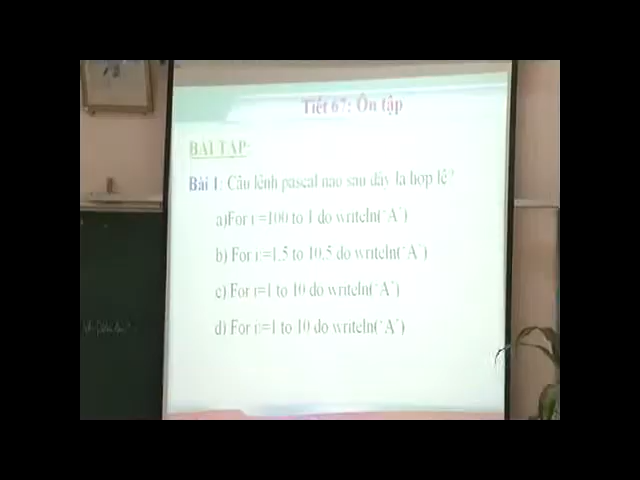 Tiết 67: Ôn tập
BÀI TẬP:
Bài 1: Câu lệnh pascal nào sau đây là hợp lệ?
a)For i:=100 to 1 do writeln('A')
b) For i:=1.5 to 10.5 do writeln('A')
c) For i=1 to 10 do writeln('A')
d) For i:=1 to 10 do writeln('A')